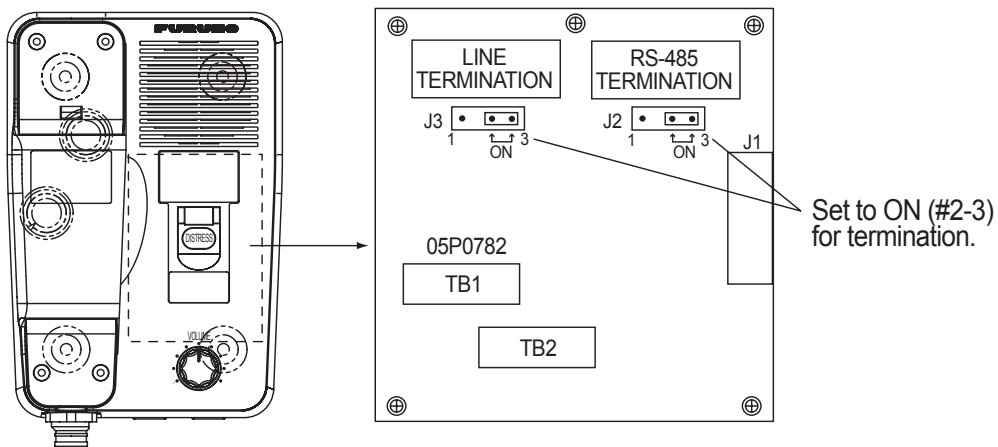 FURUNO
DISTRESS
VOLUME
LINE
TERMINATION
RS-485
TERMINATION
J3
1
3
ON
J2
1
3
ON
J1
Set to ON (#2-3)
for termination.
05P0782
TB1
TB2